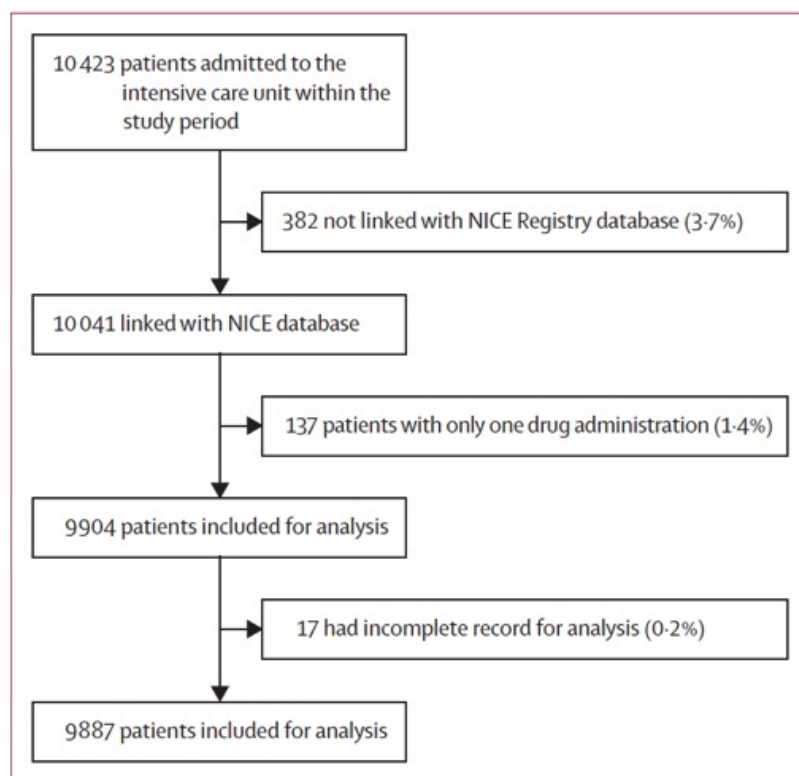 10 423 patients admitted to the
intensive care unit within the
study period
382 not linked with NICE Registry database (3·7%)
10 041 linked with NICE database
137 patients with only one drug administration (1·4%)
9904 patients included for analysis
17 had incomplete record for analysis (0·2%)
9887 patients included for analysis